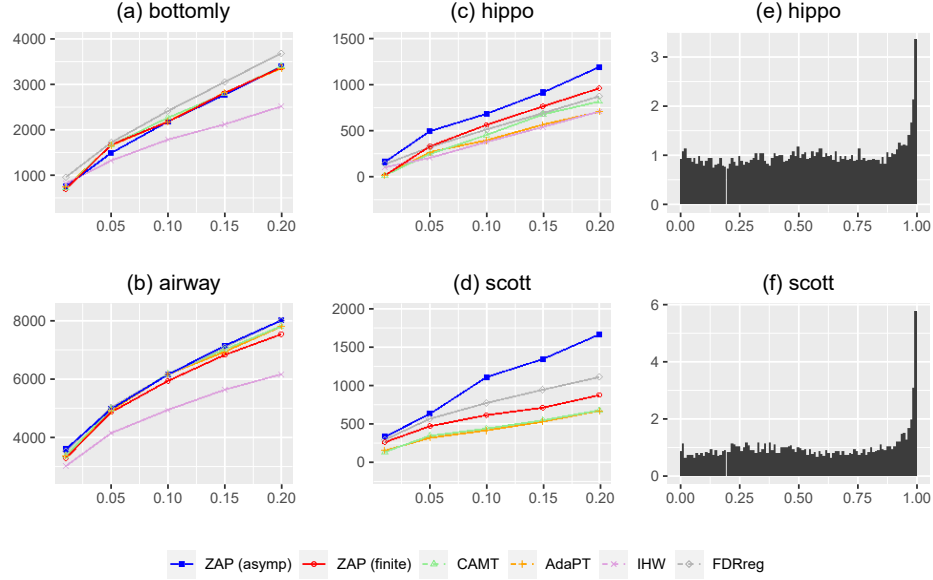 (a) bottomly
4000
3000
2000
1000
0.05 0.10 0.15 0.20
(c) hippo
1500
1000
500
0
0.05 0.10 0.15 0.20
(e) hippo
3
2
1
0
0.00 0.25 0.50 0.75 1.00
(b) airway
8000
6000
4000
0.05 0.10 0.15 0.20
(d) scott
2000
1500
1000
500
0
0.05 0.10 0.15 0.20
(f) scott
6
4
2
0
0.00 0.25 0.50 0.75 1.00
ZAP (asymp) ZAP (finite) CAMT AdaPT IHW FDRreg